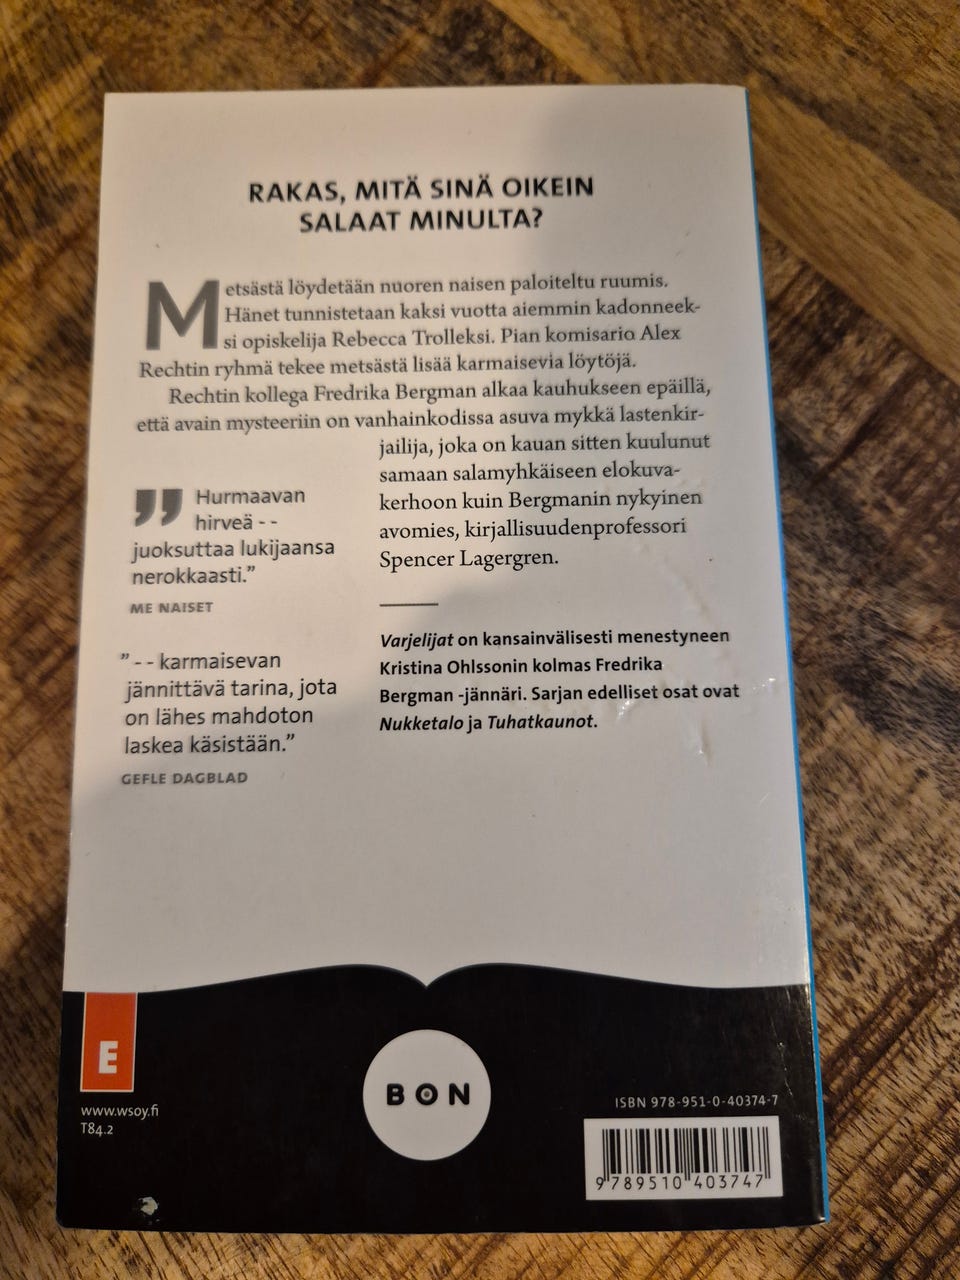 RAKAS, MITÄ SINÄ OIKEIN
SALAAT MINULTA?
Metsästä löydetään nuoren naisen paloiteltu ruumis.
Hänet tunnistetaan kaksi vuotta aiemmin kadonneek-
si opiskelija Rebecca Trolleksi. Pian komisario Alex
Rechtin ryhmä tekee metsästä lisää karmaisevia löytöjä.
Rechtin kollega Fredrika Bergman alkaa kauhukseen epäillä,
että avain mysteeriin on vanhainkodissa asuva mykkä lastenkir-
jailija, joka on kauan sitten kuulunut
samaan salamyhkäiseen elokuva-
kerhoon kuin Bergmanin nykyinen
avomies, kirjallisuudenprofessori
Spencer Lagergren.
" Hurmaavan
hirveä - -
juoksuttaa lukijaansa
nerokkaasti."
ME NAISET
" - - karmaisevan
jännittävä tarina, jota
on lähes mahdoton
laskea käsistään."
GEFLE DAGBLAD
Varjelijat on kansainvälisesti menestyneen
Kristina Ohlssonin kolmas Fredrika
Bergman -jännäri. Sarjan edelliset osat ovat
Nukketalo ja Tuhatkaunot.
E
www.wsoy.fi
T84.2
BON
ISBN 978-951-0-40374-7
9 789510 403747